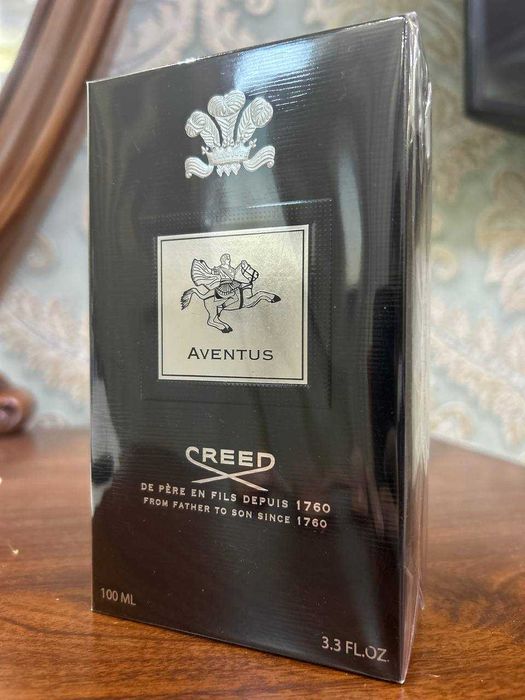 AVENTUS
CREED
DE PÈRE EN FILS DEPUIS 1760
FROM FATHER TO SON SINCE 1760
100 ML
3.3 FL.OZ.